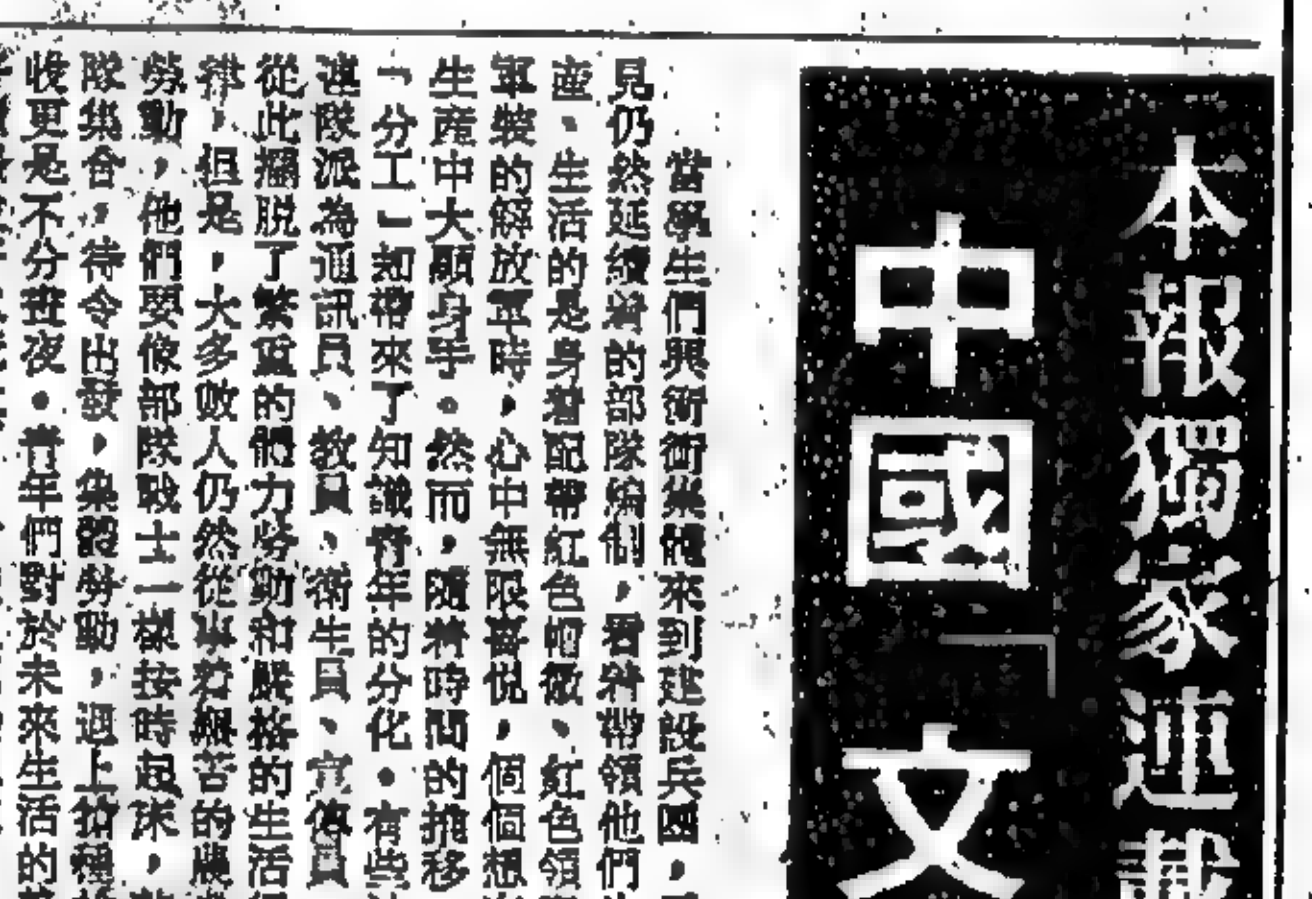 本報獨家連載
中國「文
當學生們興衝衝業的來到建設兵團，
見仍然延續着的部隊編制，看着帶領他們
產、生活的是身着配帶紅色帽徽、紅色領
軍裝的解放軍時，心中無限喜悅，個個想
生產中大顯身手。然而，隨着時間的推移
「分工」却帶來了知識青年的分化。有些
連隊派為通訊員、教員、衛生員、宣傳員
從此擺脱了繁重的體力勞動和嚴格的生活
律，但是，大多數人仍然從事着艱苦的農
勞動，他們要像部隊戰士一樣按時起床，
隊集合，待令出發，集體勞動，遇上搶種
收更是不分晝夜。青年們對於未來生活的